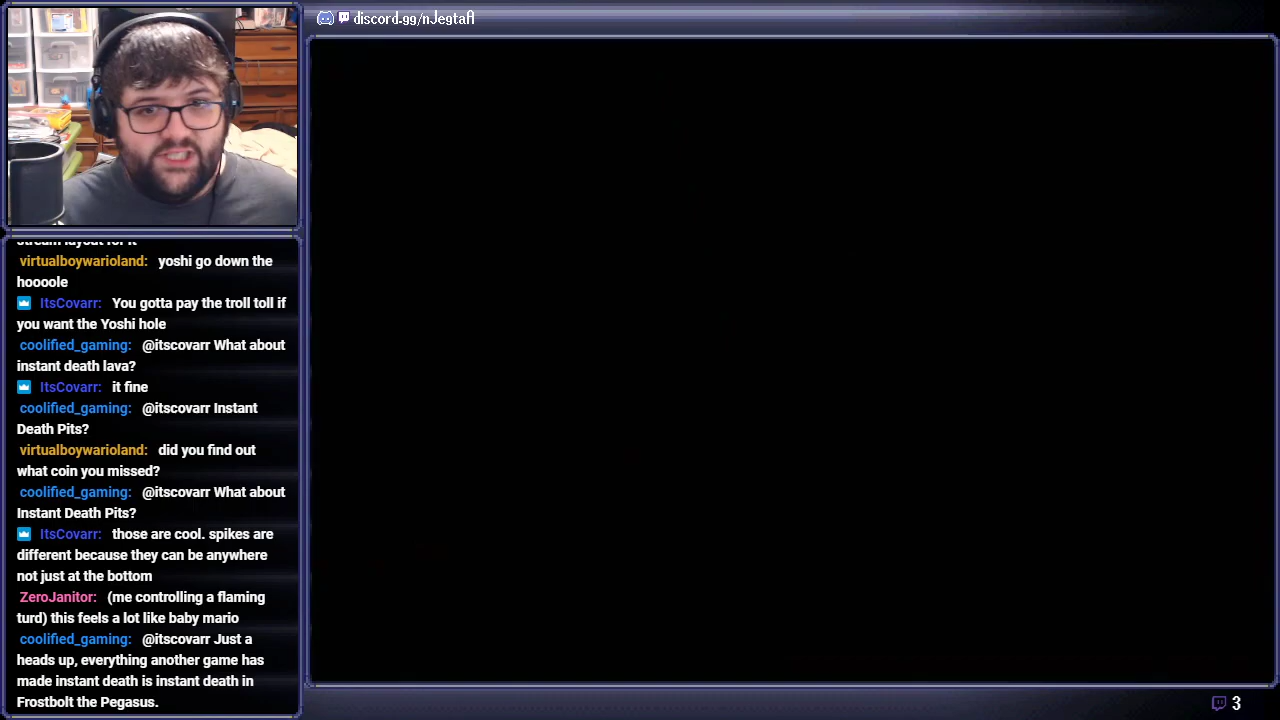 discord.gg/nJegtaA
stream layout for it
virtualboywarioland: yoshi go down the
hoooole
ItsCovarr: You gotta pay the troll toll if
you want the Yoshi hole
coolified_gaming: @itscovarr What about
instant death lava?
ItsCovarr: it fine
coolified_gaming: @itscovarr Instant
Death Pits?
virtualboywarioland: did you find out
what coin you missed?
coolified_gaming: @itscovarr What about
Instant Death Pits?
ItsCovarr: those are cool. spikes are
different because they can be anywhere
not just at the bottom
ZeroJanitor: (me controlling a flaming
turd) this feels a lot like baby mario
coolified_gaming: @itscovarr Just a
heads up, everything another game has
made instant death is instant death in
Frostbolt the Pegasus.
3